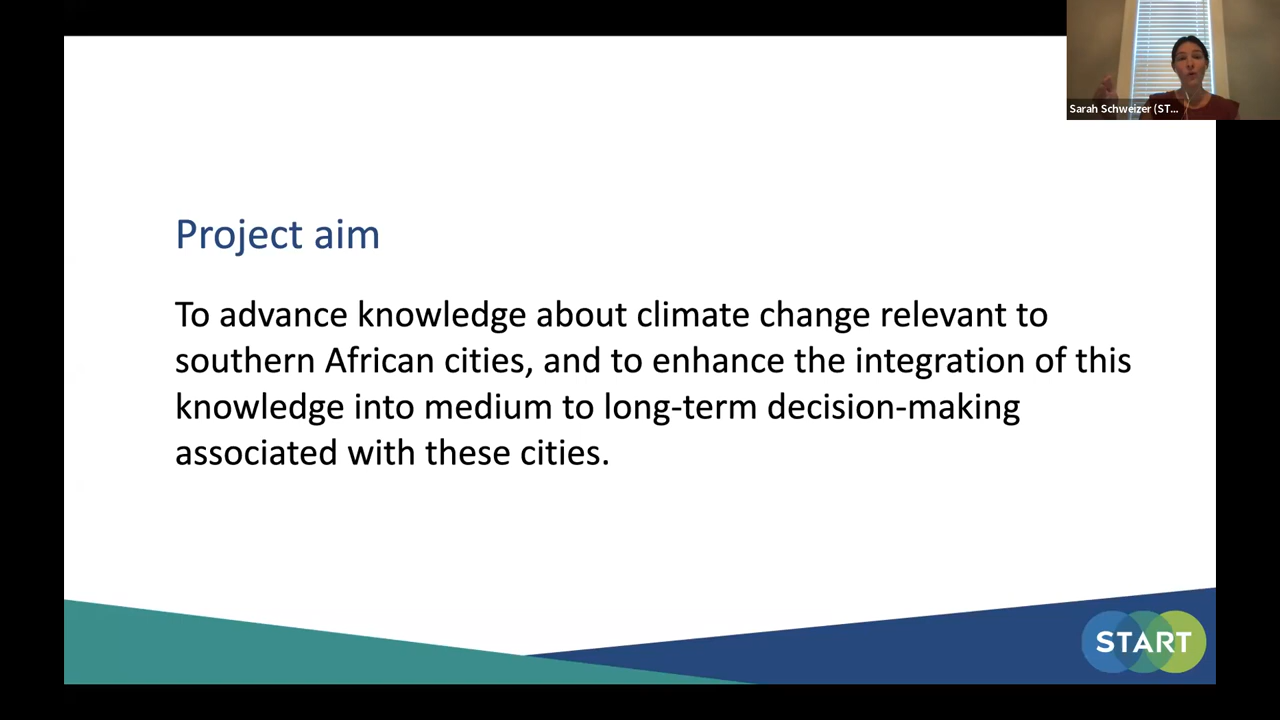 Sarah Schweizer (ST...
Project aim
To advance knowledge about climate change relevant to
southern African cities, and to enhance the integration of this
knowledge into medium to long-term decision-making
associated with these cities.
START